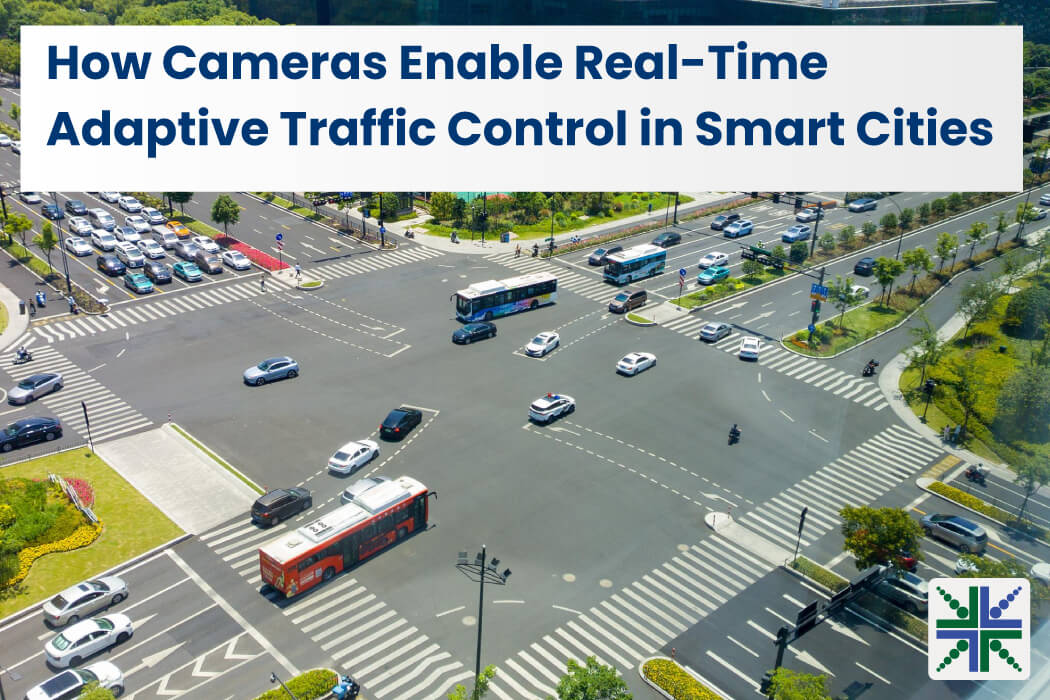 How Cameras Enable Real-Time
Adaptive Traffic Control in Smart Cities